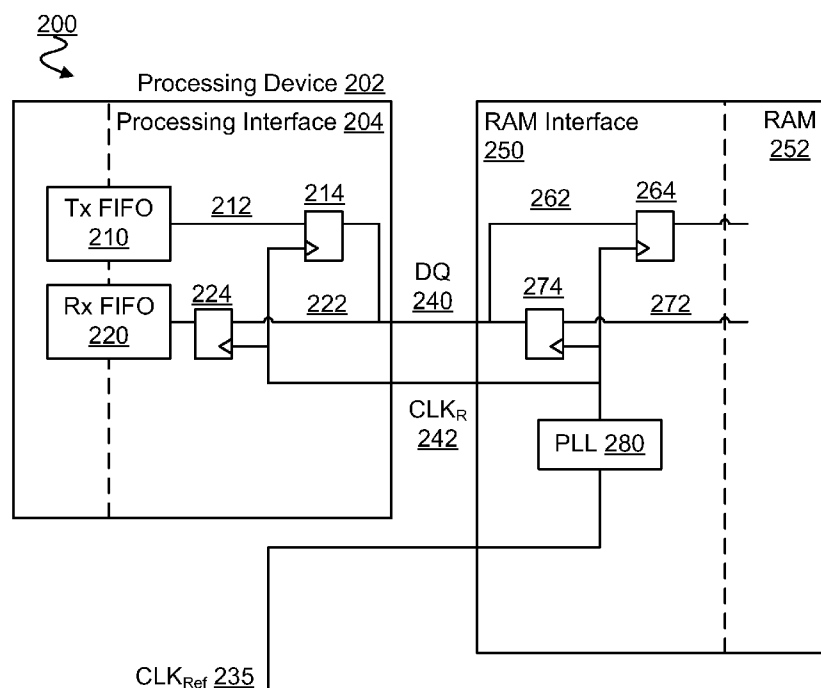 200
Processing Device 202
Processing Interface 204
RAM Interface
250
RAM
252
Tx FIFO
210
212
214
262
264
Rx FIFO
220
224
222
DQ
240
274
272
CLKR
242
PLL 280
CLKRef 235